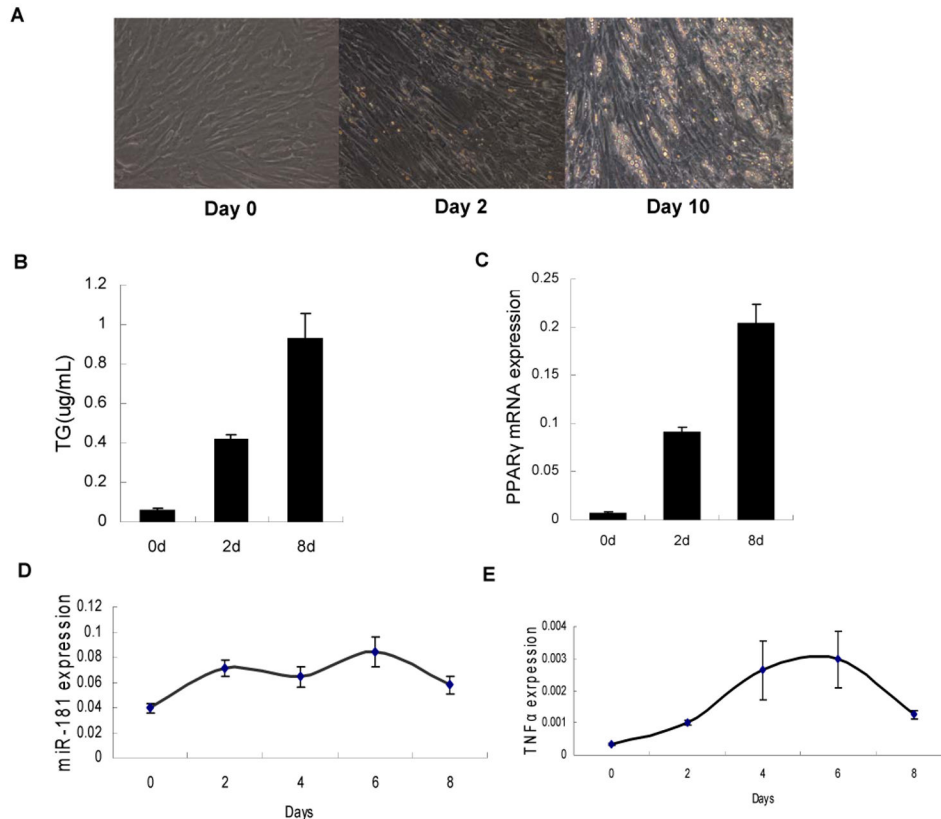 A
Day 0 Day 2 Day 10
B
1.2
1
0.8
0.6
0.4
0.2
0
TG(ug/mL)
0d 2d 8d
C
0.25
0.2
0.15
0.1
0.05
0
PPARγ mRNA expression
0d 2d 8d
D
0.12
0.1
0.08
0.06
0.04
0.02
0
miR-181 expression
0 2 4 6 8
Days
E
0.004
0.003
0.002
0.001
0
TNFα exrpession
0 2 4 6 8
Days